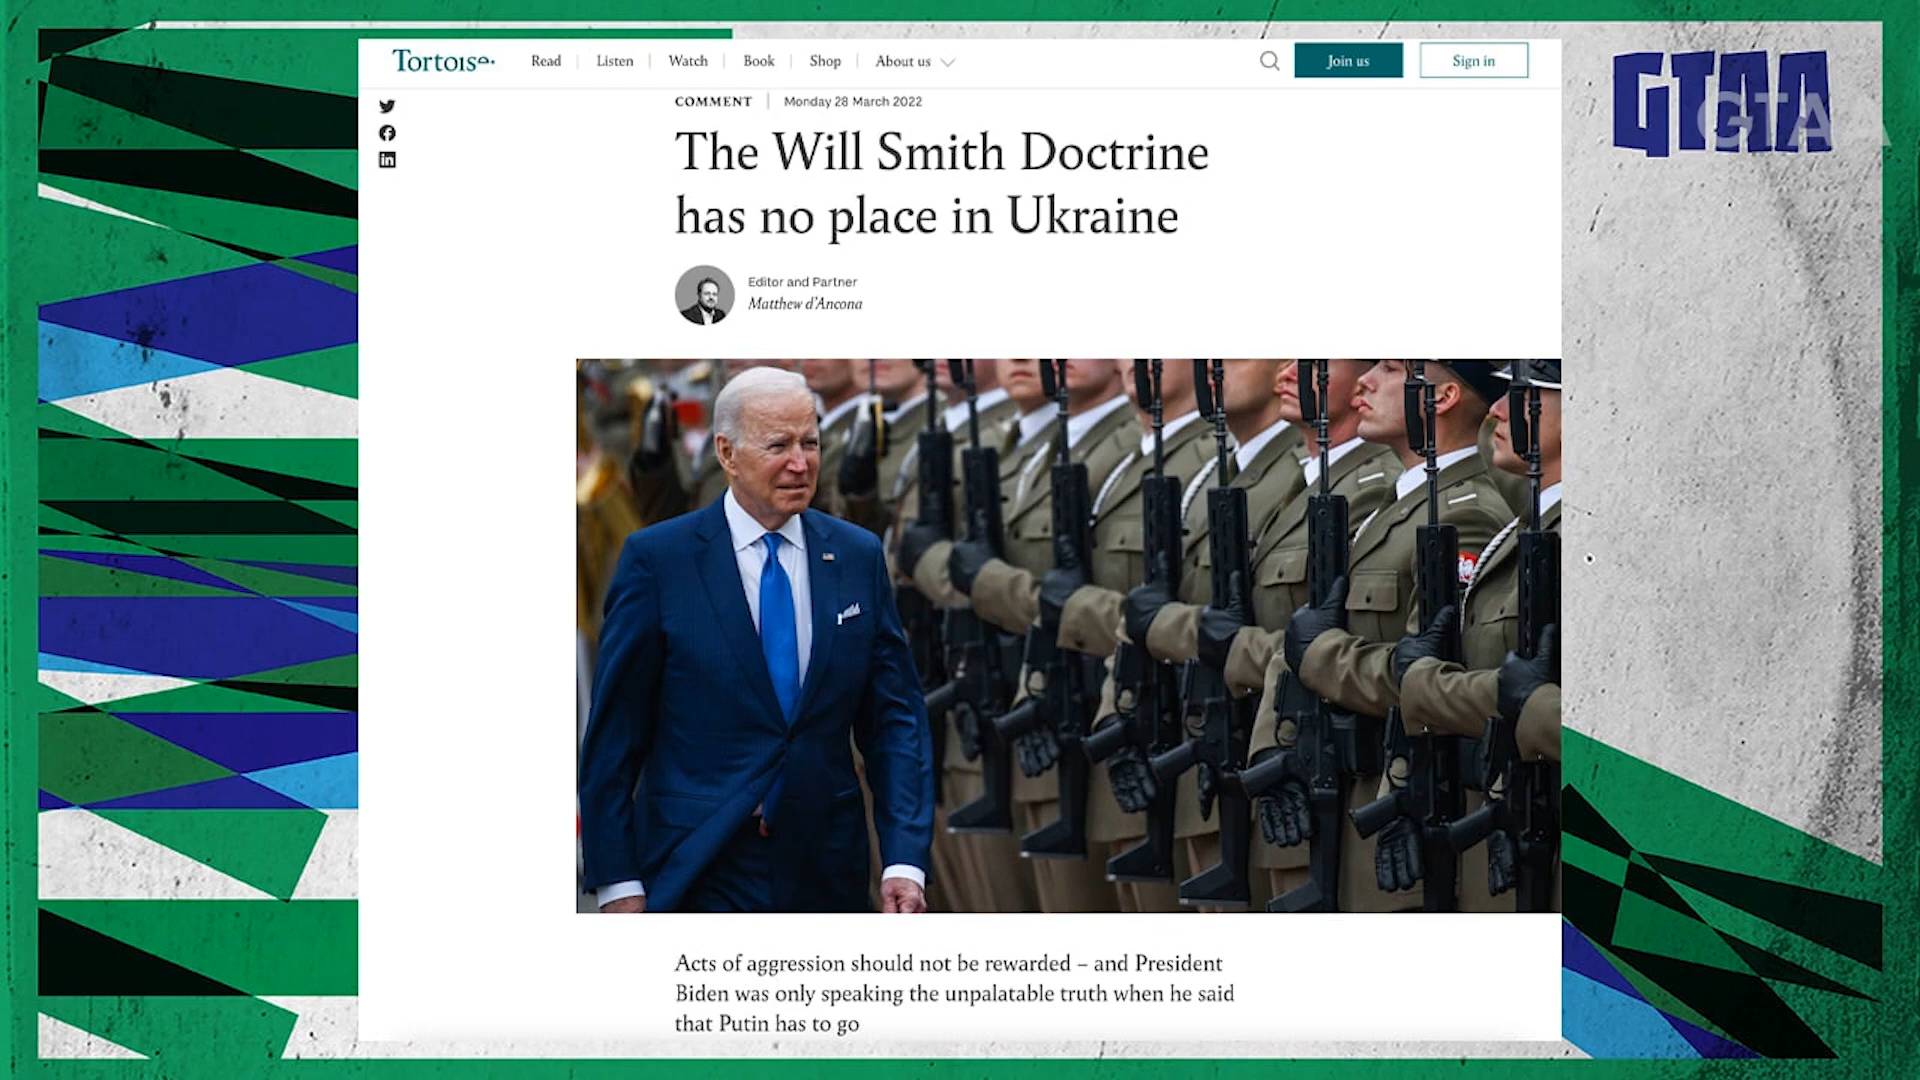 Tortoise
Read
Listen
Watch
Book
Shop
About us
Join us
Sign in
GTAA
GTAA
COMMENT
Monday 28 March 2022
The Will Smith Doctrine
has no place in Ukraine
Editor and Partner
Matthew d'Ancona
Acts of aggression should not be rewarded – and President
Biden was only speaking the unpalatable truth when he said
that Putin has to go